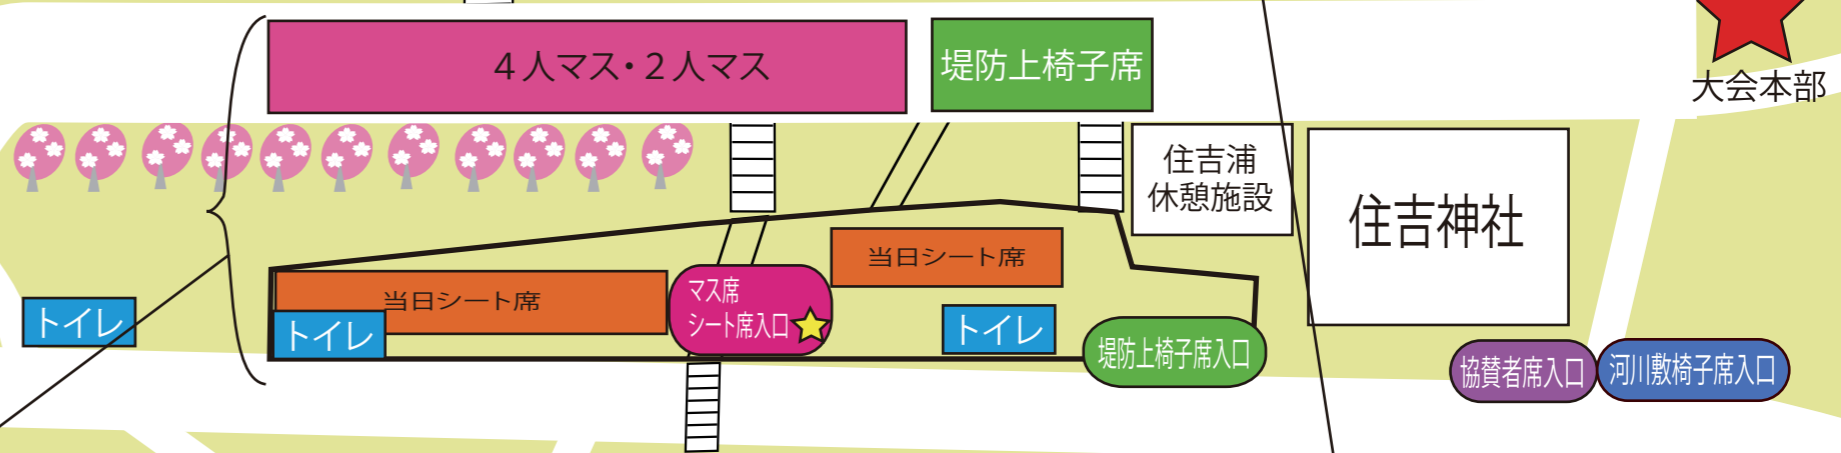 ４人マス・２人マス
堤防上椅子席
大会本部
住吉浦
休憩施設
住吉神社
当日シート席
当日シート席
マス席
シート席入口
トイレ
トイレ
トイレ
堤防上椅子席入口
協賛者席入口
河川敷椅子席入口